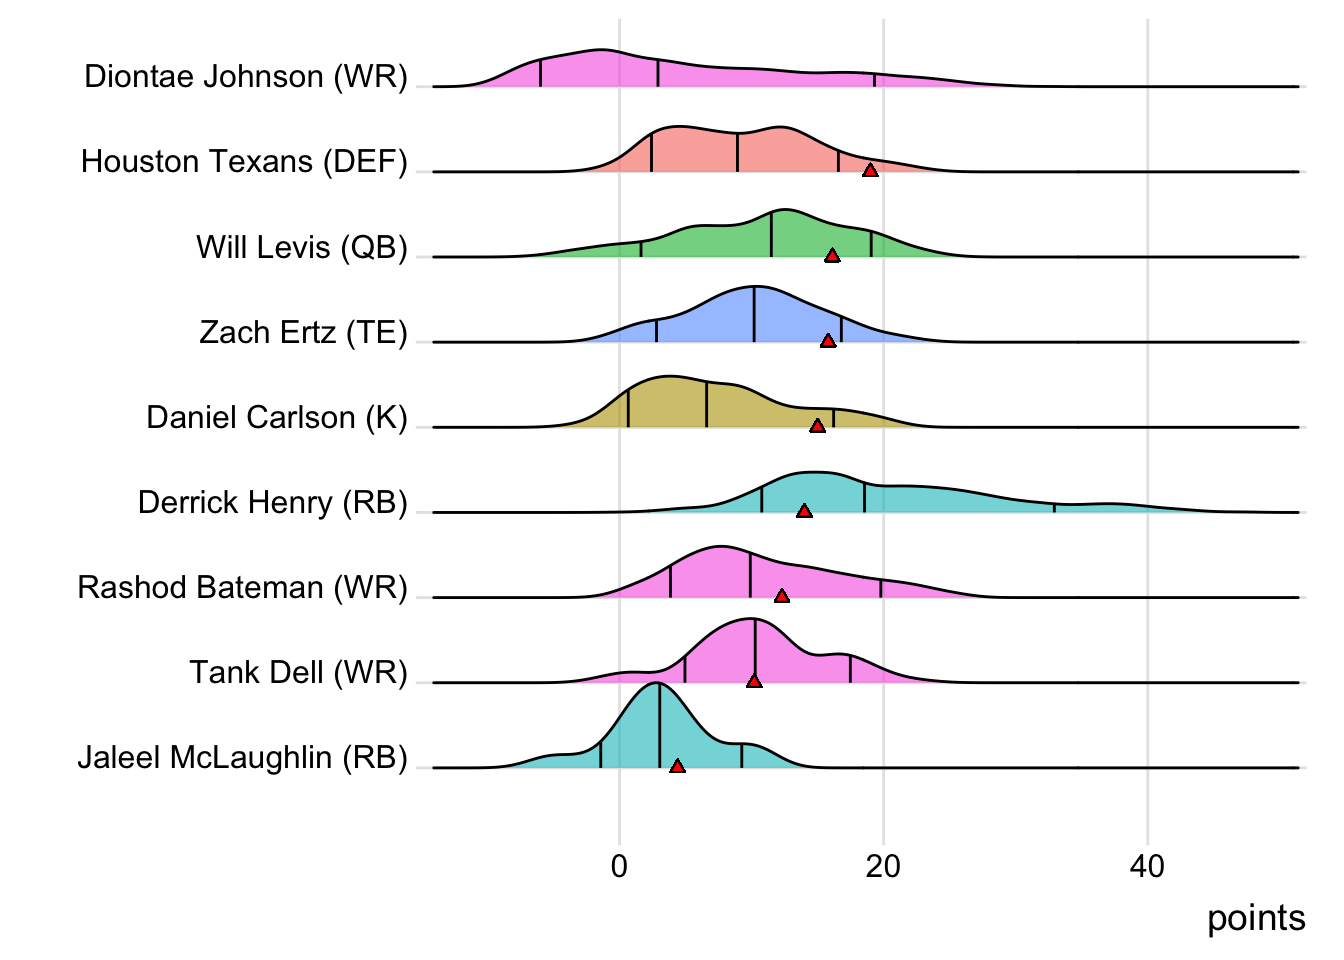 Diontae Johnson (WR)
Houston Texans (DEF)
Will Levis (QB)
Zach Ertz (TE)
Daniel Carlson (K)
Derrick Henry (RB)
Rashod Bateman (WR)
Tank Dell (WR)
Jaleel McLaughlin (RB)
0 20 40
points